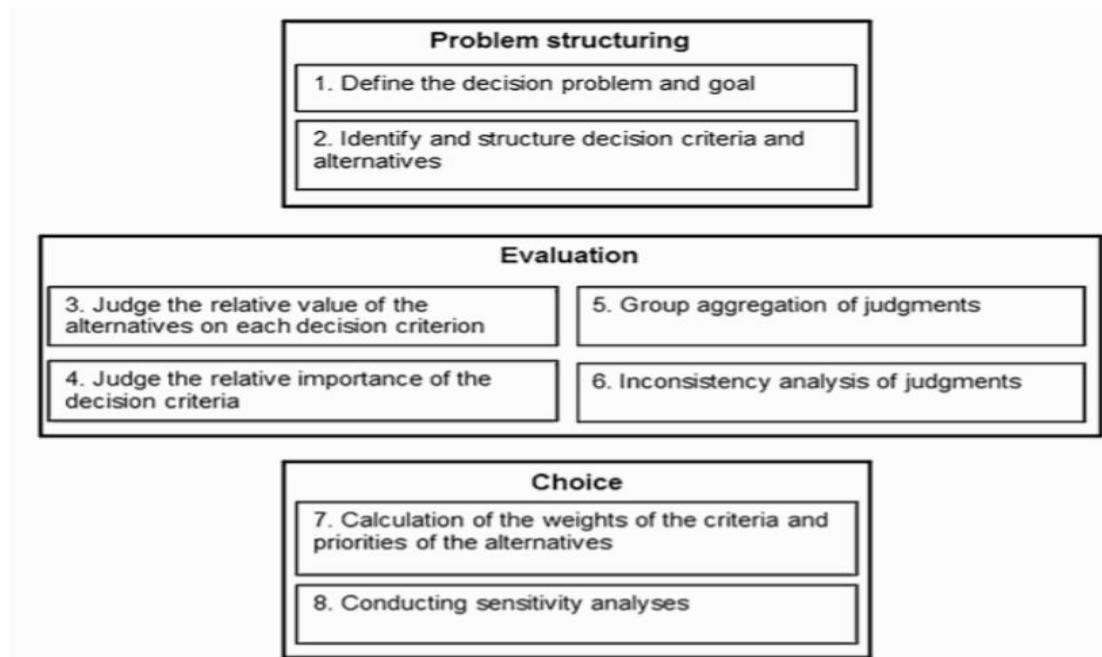 Problem structuring
1. Define the decision problem and goal
2. Identify and structure decision criteria and
alternatives
Evaluation
3. Judge the relative value of the
alternatives on each decision criterion
4. Judge the relative importance of the
decision criteria
5. Group aggregation of judgments
6. Inconsistency analysis of judgments
Choice
7. Calculation of the weights of the criteria and
priorities of the alternatives
8. Conducting sensitivity analyses